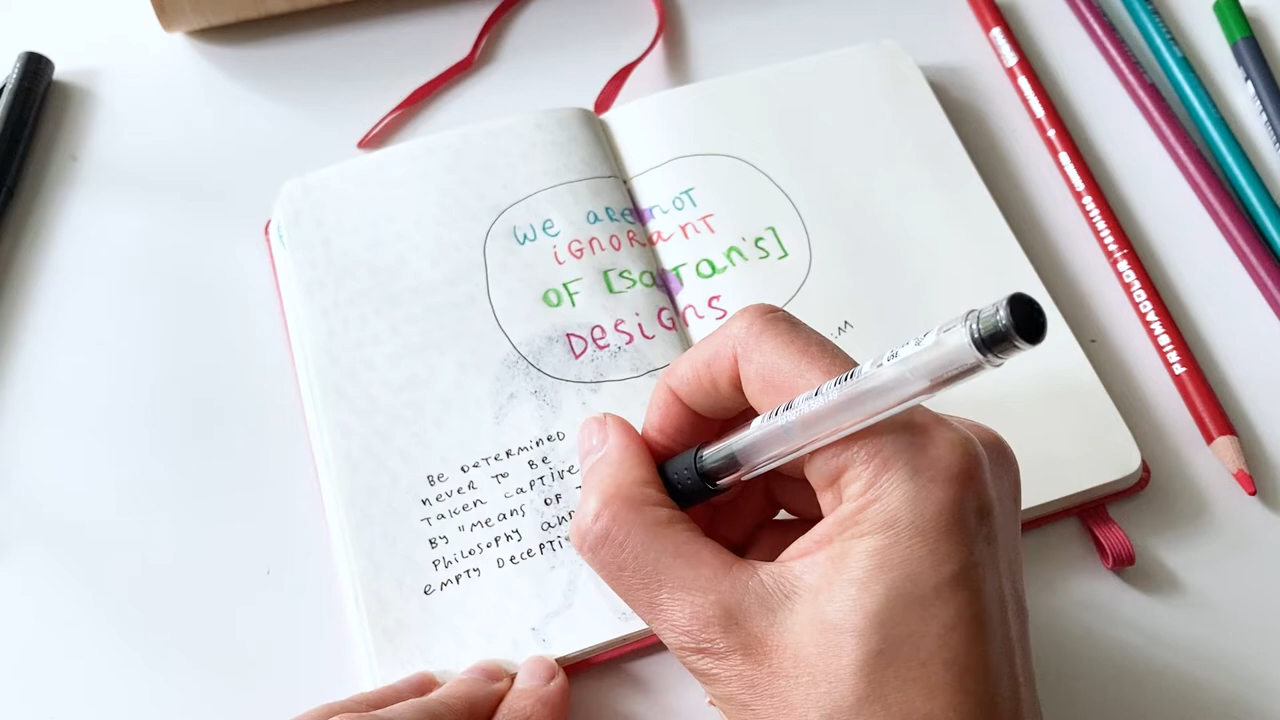 We are not
ignorant
of [Satan's]
Designs
Be Determined
never to be
Taken captive
By "Means of
Philosophy and
empty Decepti
PRISMACOLOR